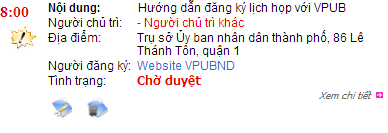 8:00 Nội dung: Hướng dẫn đăng ký lịch họp với VPUB
Người chủ trì: - Người chủ trì khác
Địa điểm: Trụ sở Ủy ban nhân dân thành phố, 86 Lê
Thánh Tôn, quận 1
Người đăng ký: Website VPUBND
Tình trạng: Chờ duyệt
Xem chi tiết